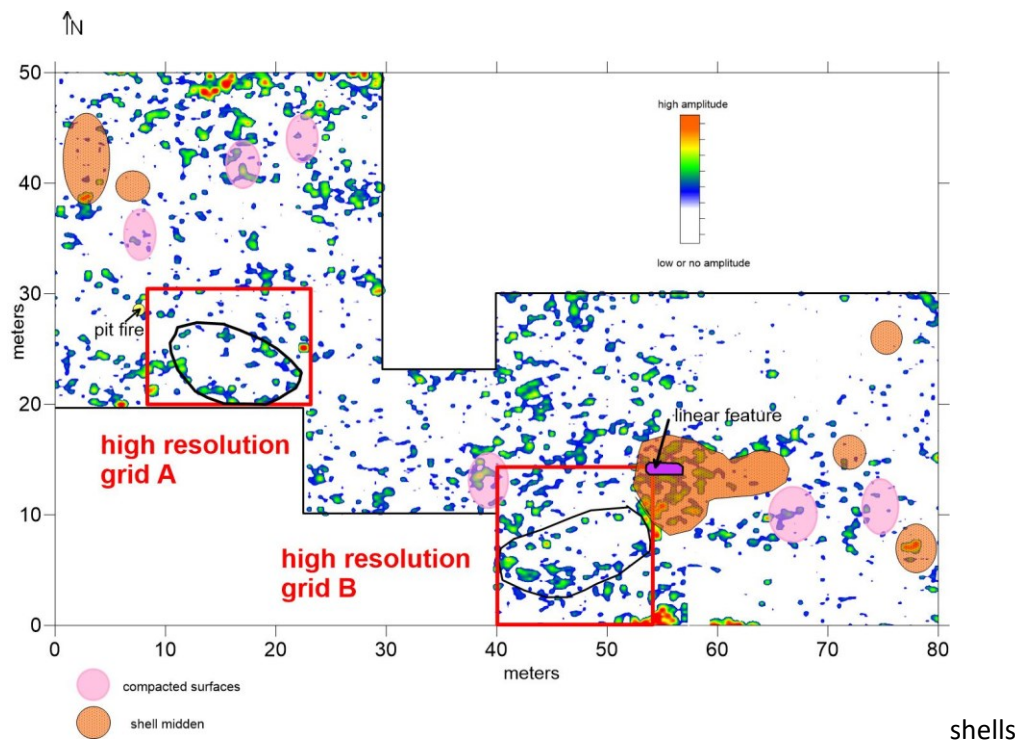 N
50
40
30
20
10
0
meters
high amplitude
low or no amplitude
pit fire
high resolution
grid A
linear feature
high resolution
grid B
0
10
20
30
40
50
60
70
80
meters
compacted surfaces
shell midden
shells